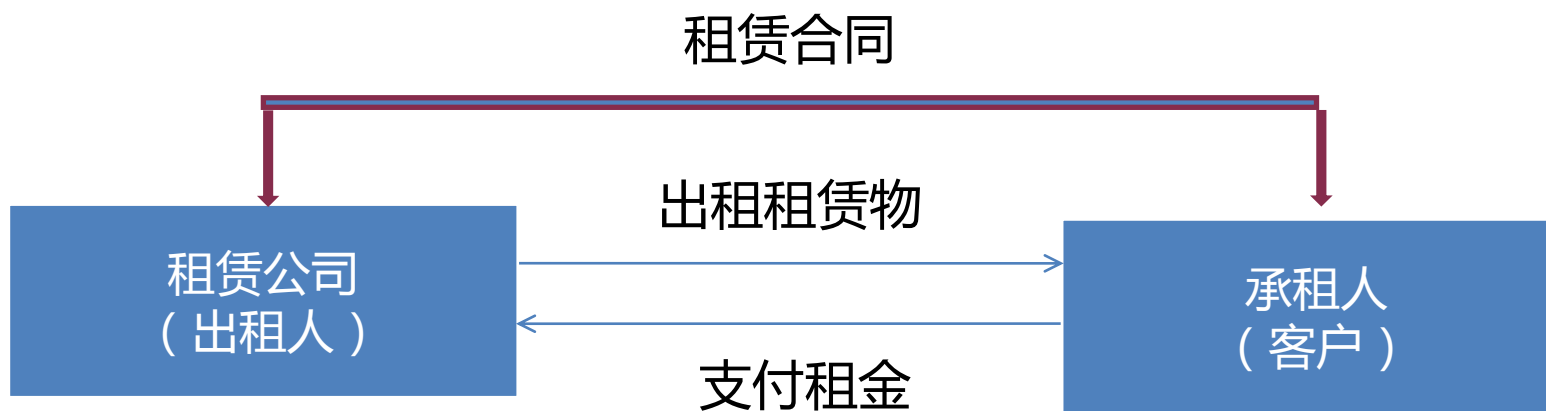 租赁合同
出租租赁物
租赁公司
（出租人）
承租人
（客户）
支付租金